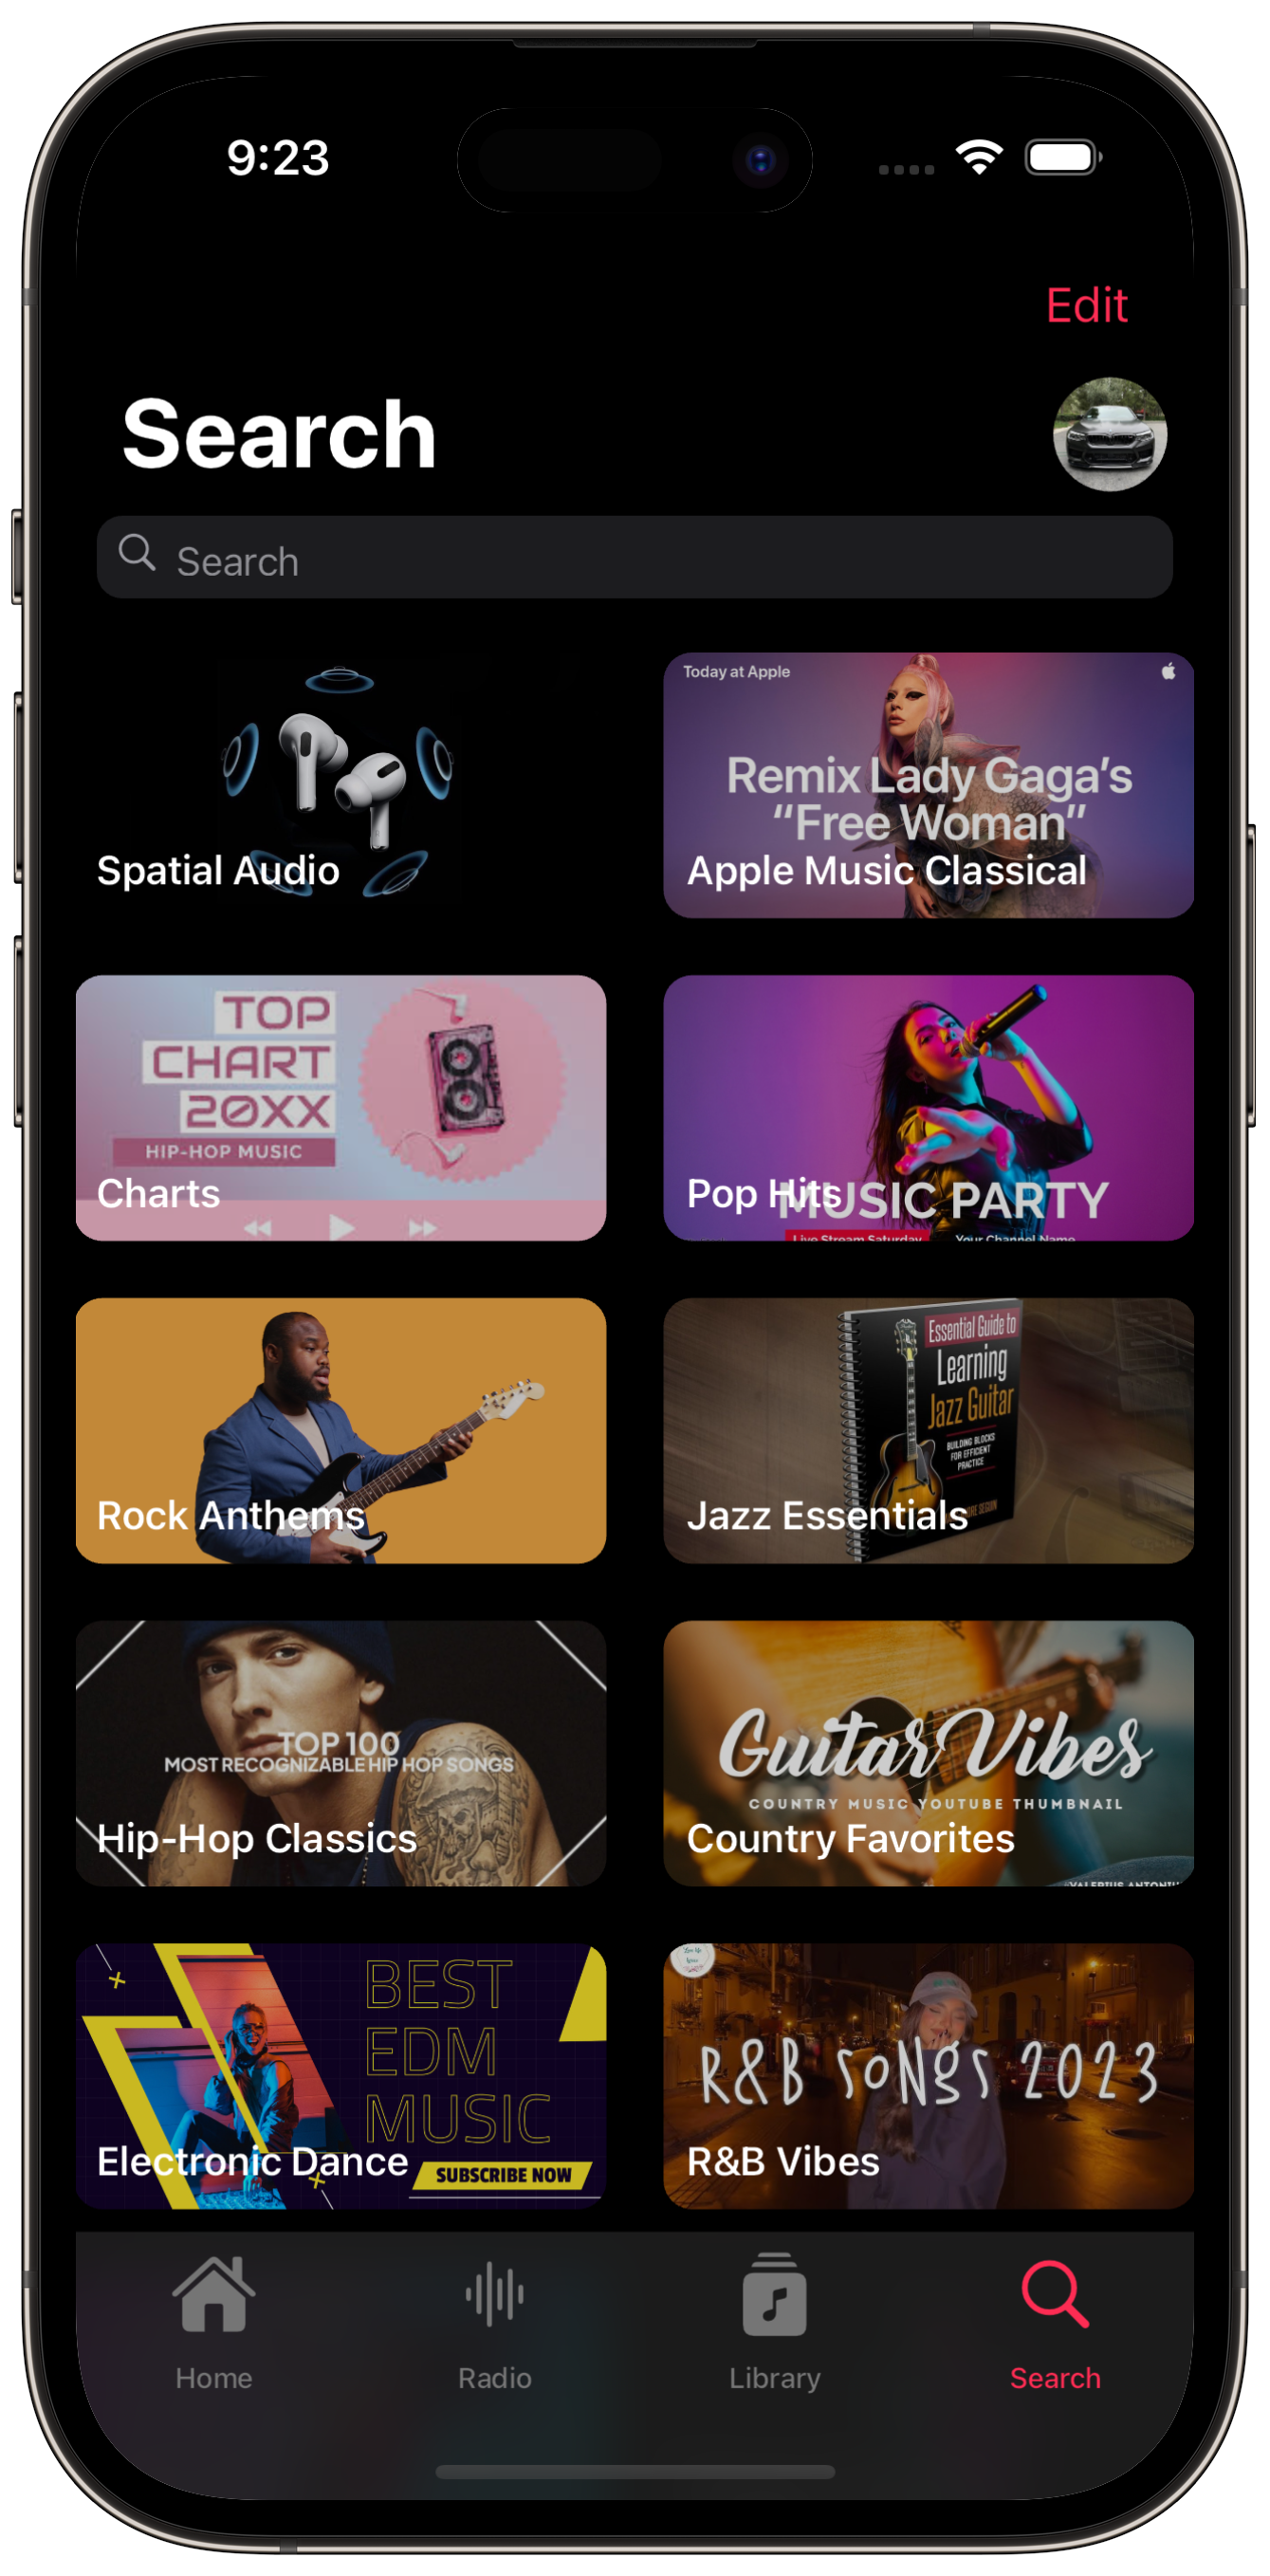 9:23
Edit
Search
Search
Spatial Audio
Today at Apple
Remix Lady Gaga's
“Free Woman”
Apple Music Classical
TOP
CHART
20XX
HIP-HOP MUSIC
Charts
MUSIC PARTY
Pop Hits
Live Stream Saturday
Your Channel Name
Rock Anthems
Essential Guide to
Learning
Jazz Guitar
BUILDING BLOCKS
FOR EFFICIENT
PRACTICE
Jazz Essentials
TOP 100
MOST RECOGNIZABLE HIP HOP SONGS
Hip-Hop Classics
Guitar Vibes
COUNTRY MUSIC YOUTUBE THUMBNAIL
Country Favorites
BEST
EDM
MUSIC
SUBSCRIBE NOW
Electronic Dance
R&B SONGS 2023
R&B Vibes
Home
Radio
Library
Search